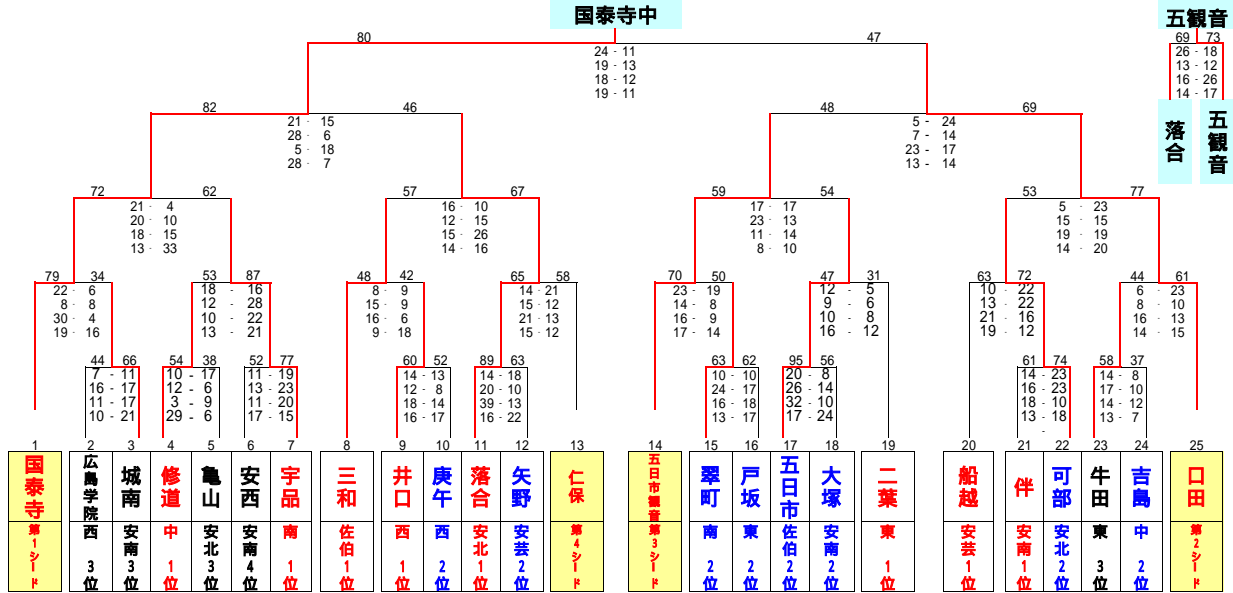 国泰寺中
五観音
80
47
69 73
24 - 11
19 - 13
18 - 12
19 - 11
26 - 18
13 - 12
16 - 26
14 - 17
落合
五観音
82
46
48
69
21 - 15
28 - 6
5 - 18
28 - 7
5 - 24
7 - 14
23 - 17
13 - 14
72
62
57
67
59
54
53
77
21 - 4
20 - 10
18 - 15
13 - 33
16 - 10
12 - 15
15 - 26
14 - 16
17 - 17
23 - 13
11 - 14
8 - 10
5 - 23
15 - 15
19 - 19
14 - 20
79 34
53 87
48 42
65 58
70 50
47 31
63 72
44 61
22 - 6
8 - 8
30 - 4
19 - 16
18 - 16
12 - 28
10 - 22
13 - 21
8 - 9
15 - 9
16 - 6
9 - 18
14 - 21
15 - 12
21 - 13
15 - 12
23 - 19
14 - 8
16 - 9
17 - 14
12 - 5
9 - 6
10 - 8
16 - 12
10 - 22
13 - 22
21 - 16
19 - 12
6 - 23
8 - 10
16 - 13
14 - 15
44 66
54 38
52 77
60 52
89 63
63 62
95 56
61 74
58 37
7 - 11
16 - 17
11 - 17
10 - 21
10 - 17
12 - 6
3 - 9
29 - 6
11 - 19
13 - 23
11 - 20
17 - 15
14 - 13
12 - 8
18 - 14
16 - 17
14 - 18
20 - 10
39 - 13
16 - 22
10 - 10
24 - 17
16 - 18
13 - 17
20 - 8
26 - 14
32 - 10
17 - 24
14 - 23
16 - 23
18 - 10
13 - 18
-
14 - 8
17 - 10
14 - 12
13 - 7
1 2 3 4 5 6 7 8 9 10 11 12 13 14 15 16 17 18 19 20 21 22 23 24 25
国泰寺
第1シード
広島学院
西 3位
城南
安南3位
修道
中 1位
亀山
安北3位
安西
安南4位
宇品
南 1位
三和
佐伯1位
井口
西 1位
庚午
西 2位
落合
安北1位
矢野
安芸2位
仁保
第4シード
五日市観音
第3シード
翠町
南 2位
戸坂
東 2位
五日市
佐伯2位
大塚
安南2位
二葉
東 1位
船越
安芸1位
伴
安南1位
可部
安北2位
牛田
東 3位
吉島
中 2位
口田
第2シード